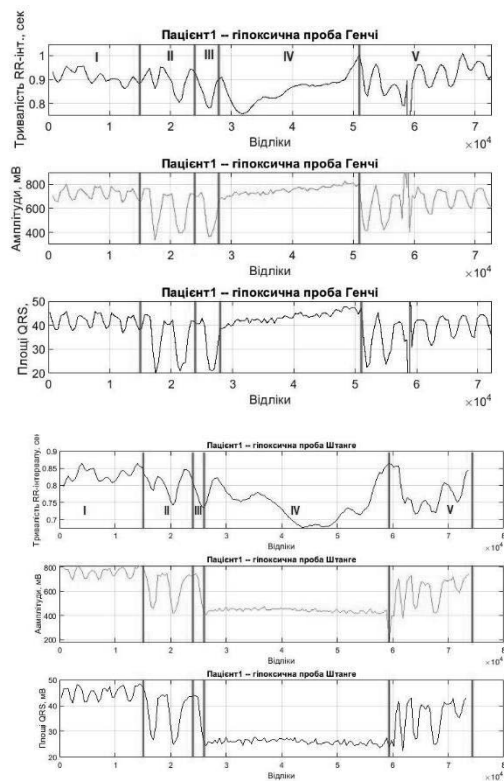 Пацієнт1 -- гіпоксична проба Генчі
Тривалість RR-інт., сек
1
0.9
0.8
I II III IV V
0 1 2 3 4 5 6 7
Відліки
×10⁴
Пацієнт1 -- гіпоксична проба Генчі
Амплітуди, мВ
800
600
400
0 1 2 3 4 5 6 7
Відліки
×10⁴
Пацієнт1 -- гіпоксична проба Генчі
Площі QRS,
50
40
30
20
0 1 2 3 4 5 6 7
Відліки
×10⁴
Пацієнт1 -- гіпоксична проба Штанге
Тривалість RR-інтервалу,
0.9
0.85
0.8
0.75
0.7
I II III IV V
0 1 2 3 4 5 6 7 8
Відліки
×10⁴
Пацієнт1 -- гіпоксична проба Штанге
Аамплітуди, мВ
800
600
400
200
0 1 2 3 4 5 6 7 8
Відліки
×10⁴
Пацієнт1 -- гіпоксична проба Штанге
Площі QRS, мВ
50
40
30
20
0 1 2 3 4 5 6 7 8
Відліки
×10⁴